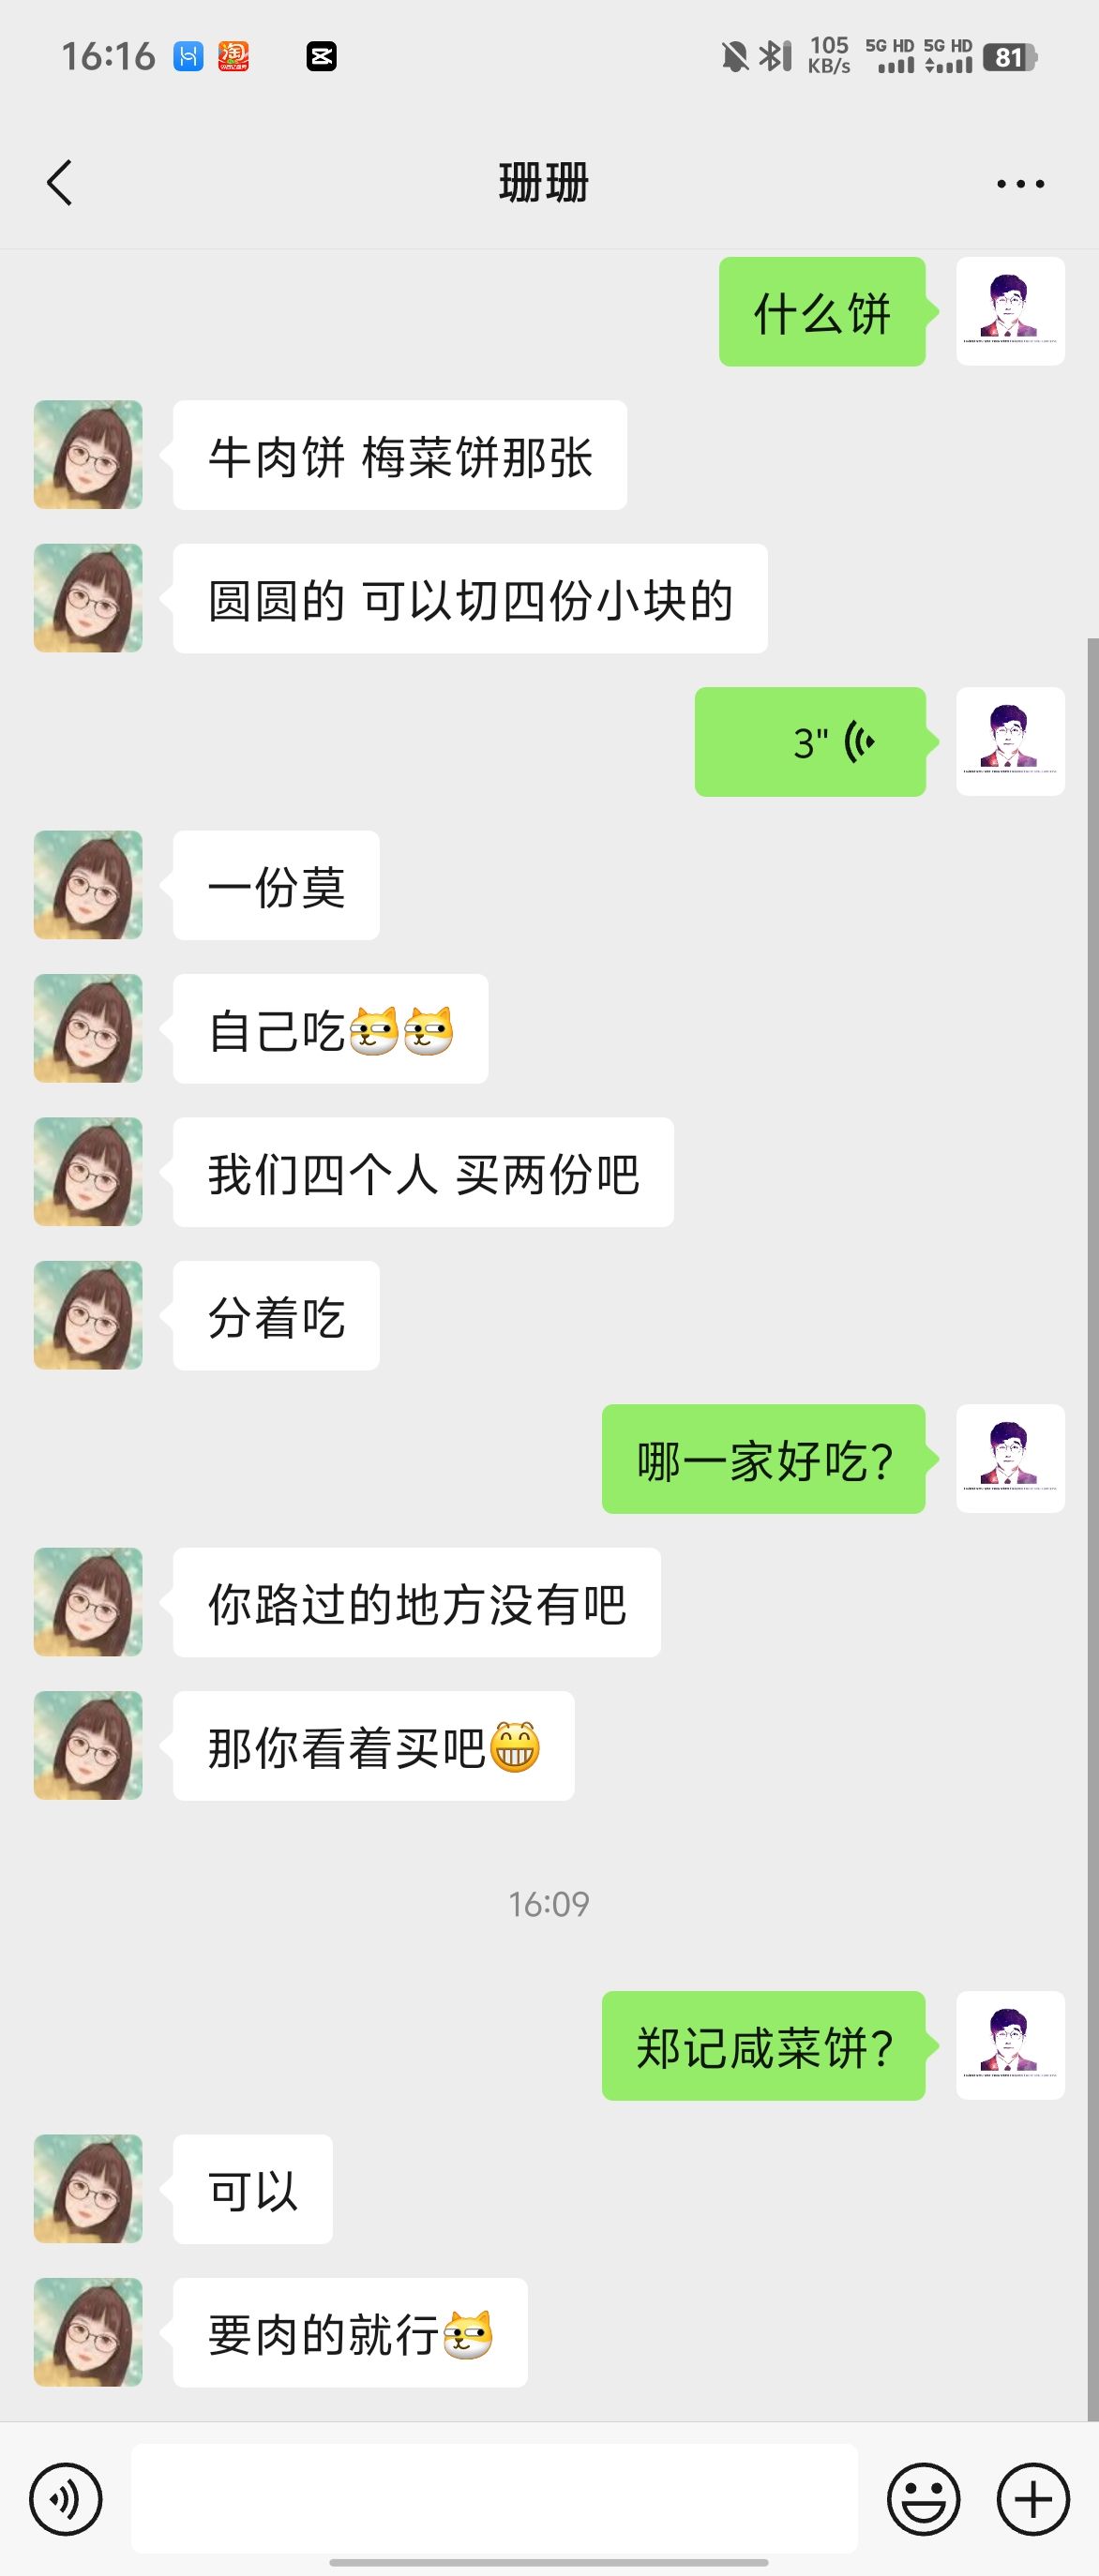 16:16
淘
105
KB/s
5G HD 5G HD
81
珊珊
什么饼
牛肉饼 梅菜饼那张
圆圆的 可以切四份小块的
3"
一份莫
自己吃
我们四个人 买两份吧
分着吃
哪一家好吃?
你路过的地方没有吧
那你看着买吧
16:09
郑记咸菜饼?
可以
要肉的就行